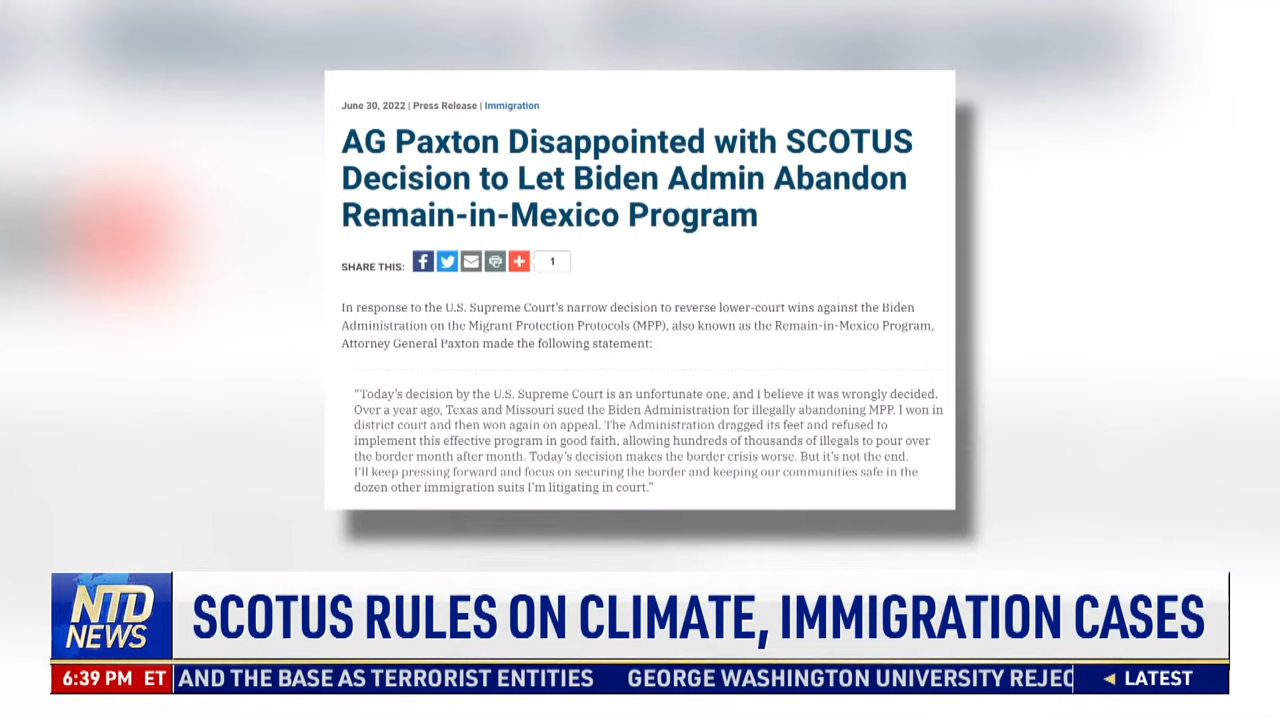 June 30, 2022 | Press Release | Immigration
AG Paxton Disappointed with SCOTUS
Decision to Let Biden Admin Abandon
Remain-in-Mexico Program
SHARE THIS:
1
In response to the U.S. Supreme Court's narrow decision to reverse lower-court wins against the Biden
Administration on the Migrant Protection Protocols (MPP), also known as the Remain-in-Mexico Program,
Attorney General Paxton made the following statement:
"Today's decision by the U.S. Supreme Court is an unfortunate one, and I believe it was wrongly decided.
Over a year ago, Texas and Missouri sued the Biden Administration for illegally abandoning MPP. I won in
district court and then won again on appeal. The Administration dragged its feet and refused to
implement this effective program in good faith, allowing hundreds of thousands of illegals to pour over
the border month after month. Today's decision makes the border crisis worse. But it's not the end.
I'll keep pressing forward and focus on securing the border and keeping our communities safe in the
dozen other immigration suits I'm litigating in court."
NTD
NEWS
SCOTUS RULES ON CLIMATE, IMMIGRATION CASES
6:39 PM ET
AND THE BASE AS TERRORIST ENTITIES GEORGE WASHINGTON UNIVERSITY REJEC
◄ LATEST